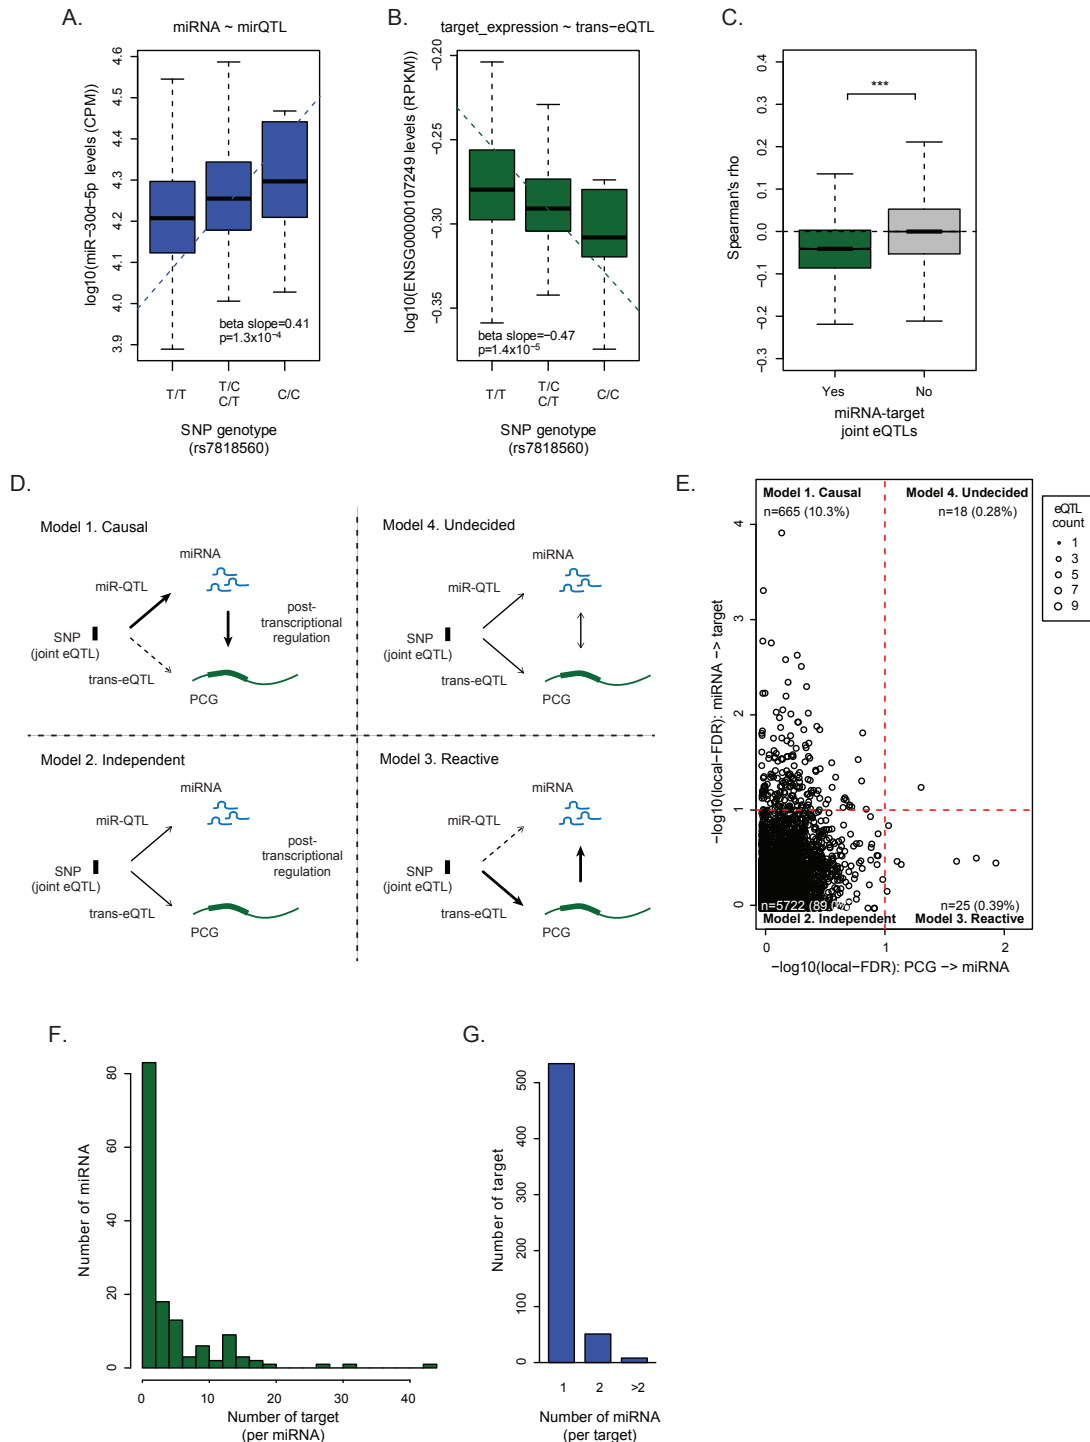 A.
miRNA ~ mirQTL
log10(miR−30d−5p levels (CPM))
3.9
4.0
4.1
4.2
4.3
4.4
4.5
4.6
beta slope=0.41
p=1.3x10⁻⁴
T/T
T/C
C/T
C/C
SNP genotype
(rs7818560)
B.
target_expression ~ trans−eQTL
log10(ENSG00000107249 levels (RPKM))
−0.35
−0.30
−0.25
−0.20
beta slope=−0.47
p=1.4x10⁻⁵
T/T
T/C
C/T
C/C
SNP genotype
(rs7818560)
C.
Spearman's rho
−0.3
−0.2
−0.1
0.0
0.1
0.2
0.3
0.4
***
Yes
No
miRNA-target
joint eQTLs
D.
Model 1. Causal
miRNA
miR-QTL
SNP
(joint eQTL)
trans-eQTL
PCG
post-
transcriptional
regulation
Model 4. Undecided
miRNA
miR-QTL
SNP
(joint eQTL)
trans-eQTL
PCG
Model 2. Independent
miRNA
miR-QTL
SNP
(joint eQTL)
trans-eQTL
PCG
post-
transcriptional
regulation
Model 3. Reactive
miRNA
miR-QTL
SNP
(joint eQTL)
trans-eQTL
PCG
E.
Model 1. Causal
n=665 (10.3%)
Model 4. Undecided
n=18 (0.28%)
n=5722 (89.0%)
Model 2. Independent
n=25 (0.39%)
Model 3. Reactive
−log10(local−FDR): miRNA −> target
0
1
2
3
4
0
1
2
−log10(local−FDR): PCG −> miRNA
eQTL
count
1
3
5
7
9
F.
Number of miRNA
0
20
40
60
80
0
10
20
30
40
Number of target
(per miRNA)
G.
Number of target
0
100
200
300
400
500
1
2
>2
Number of miRNA
(per target)